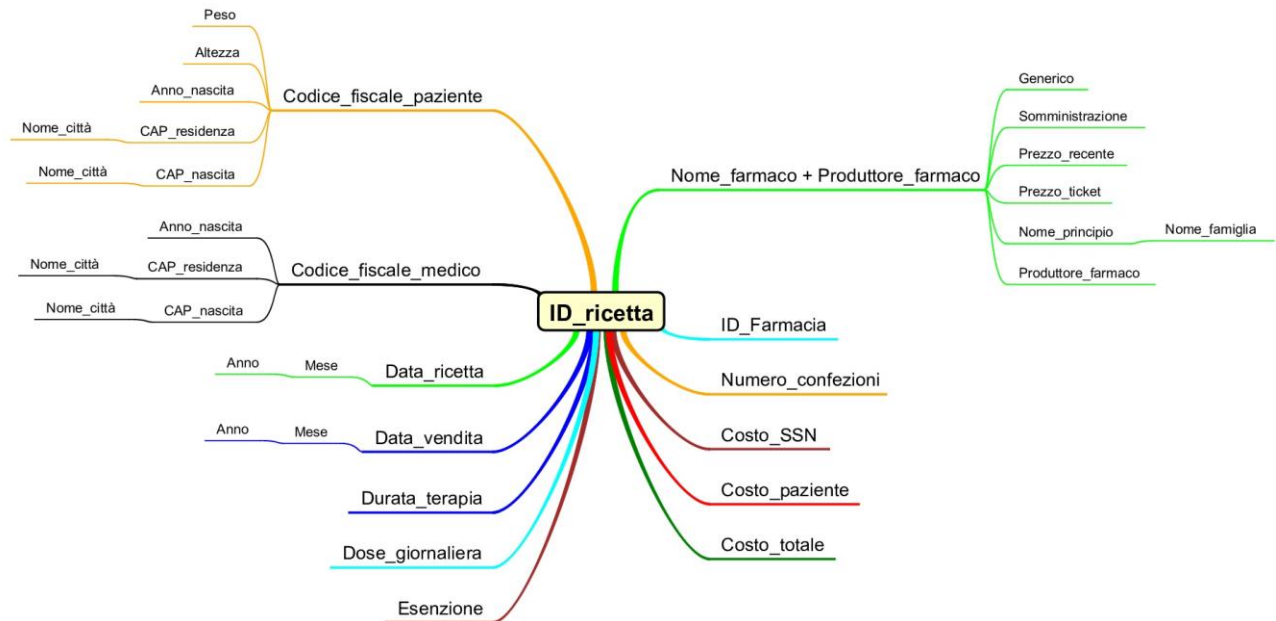 Peso
Altezza
Anno_nascita
Codice_fiscale_paziente
Nome_città
CAP_residenza
Nome_città
CAP_nascita
Anno_nascita
Nome_città
CAP_residenza
Codice_fiscale_medico
Nome_città
CAP_nascita
ID_ricetta
Anno
Mese
Data_ricetta
Anno
Mese
Data_vendita
Durata_terapia
Dose_giornaliera
Esenzione
Generico
Somministrazione
Prezzo_recente
Nome_farmaco + Produttore_farmaco
Prezzo_ticket
Nome_principio
Nome_famiglia
Produttore_farmaco
ID_Farmacia
Numero_confezioni
Costo_SSN
Costo_paziente
Costo_totale